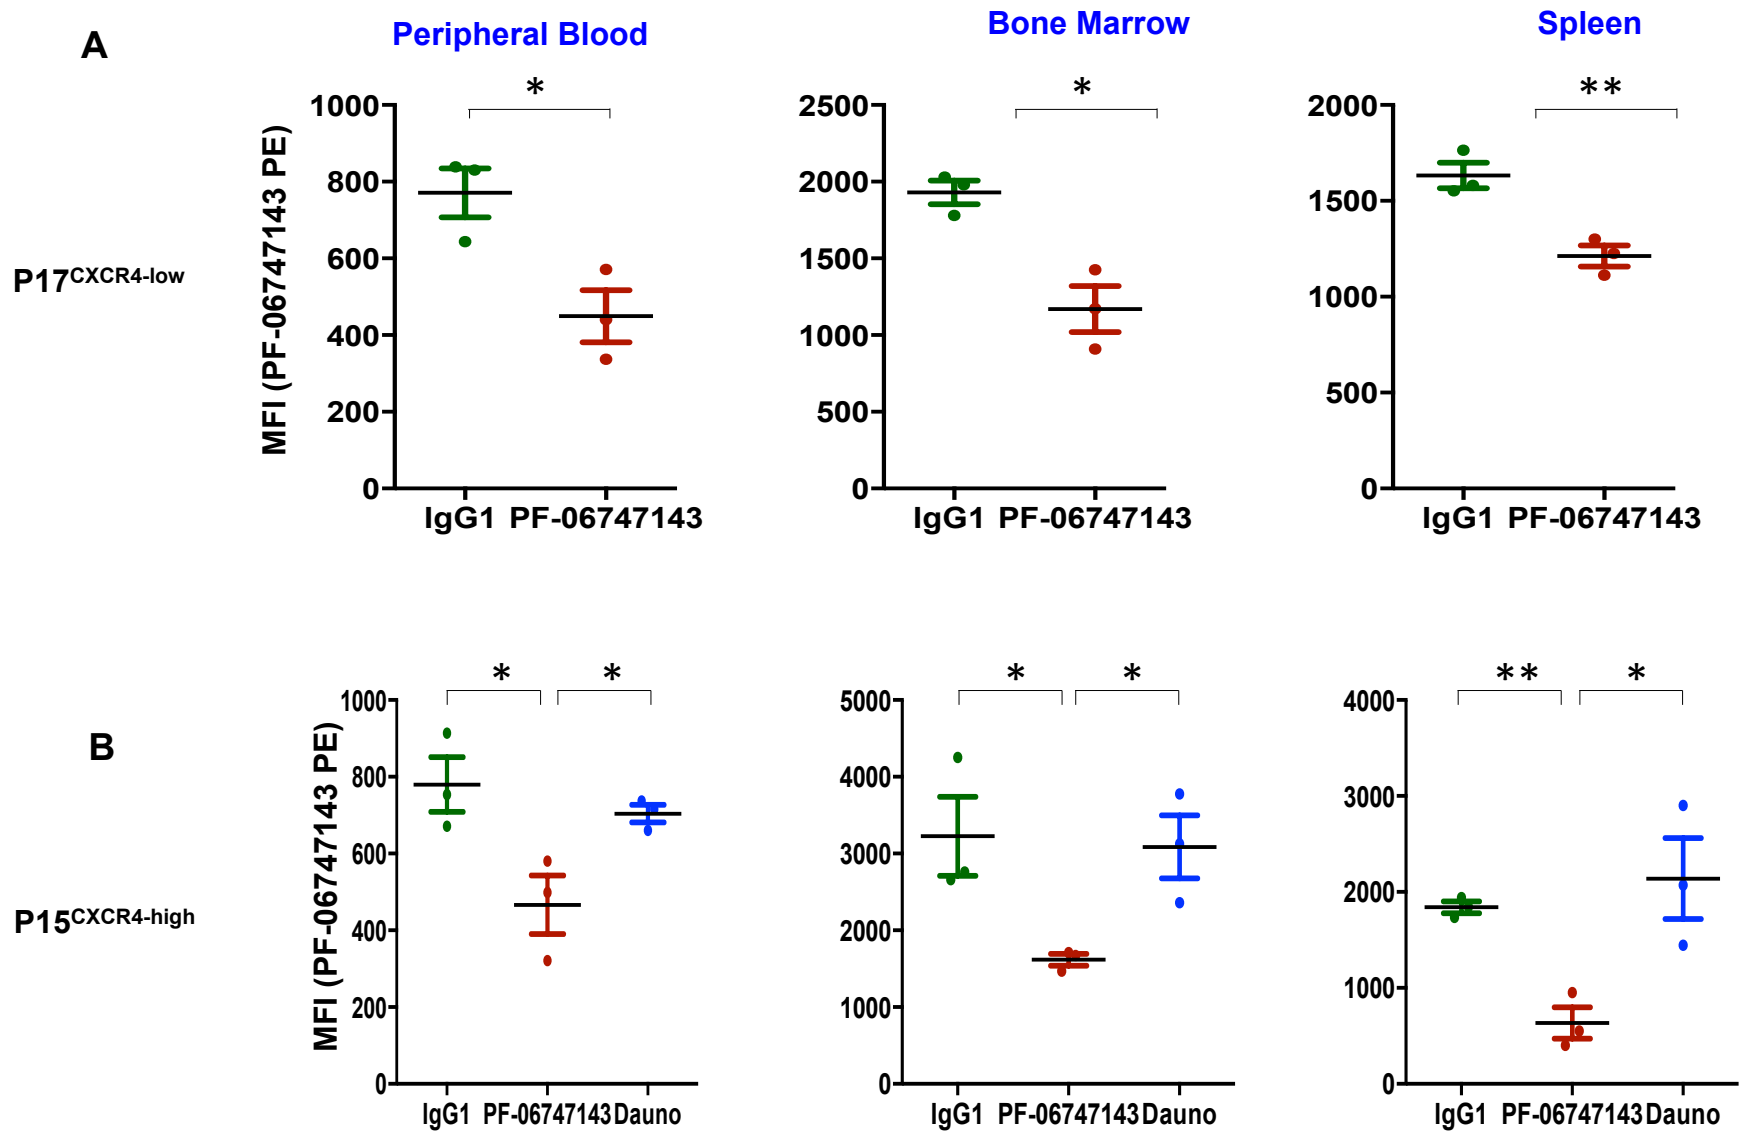 A
Peripheral Blood
Bone Marrow
Spleen
*
*
**
MFI (PF-06747143 PE)
1000
800
600
400
200
0
2500
2000
1500
1000
500
0
2000
1500
1000
500
0
P17CXCR4-low
IgG1 PF-06747143
IgG1 PF-06747143
IgG1 PF-06747143
B
* *
* *
** *
MFI (PF-06747143 PE)
1000
800
600
400
200
0
5000
4000
3000
2000
1000
0
4000
3000
2000
1000
0
P15CXCR4-high
IgG1 PF-06747143 Dauno
IgG1 PF-06747143 Dauno
IgG1 PF-06747143 Dauno